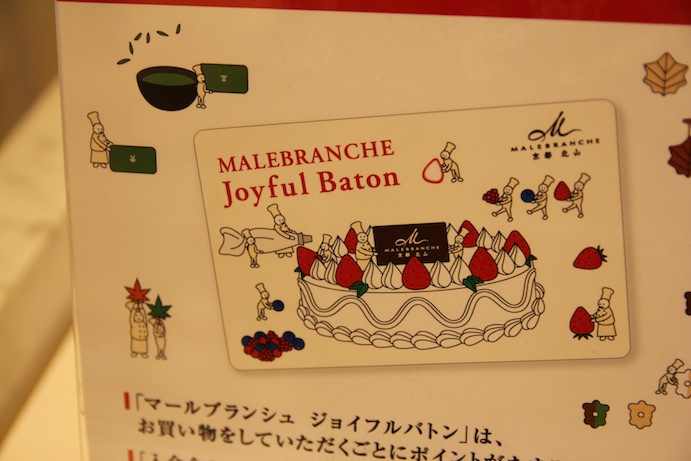 MALEBRANCHE
Joyful Baton
M
MALEBRANCHE
京都 北山
M
MALEBRANCHE
京都 北山
「マールブランシュ ジョイフルバトン」は、
お買い物をしていただくごとにポイントが